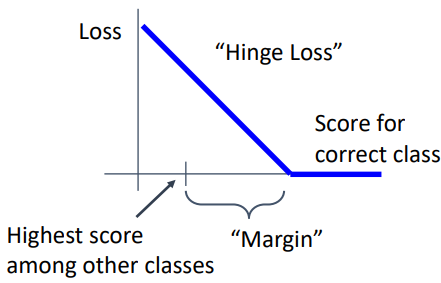 Loss
“Hinge Loss”
Score for
correct class
Highest score
among other classes
“Margin”